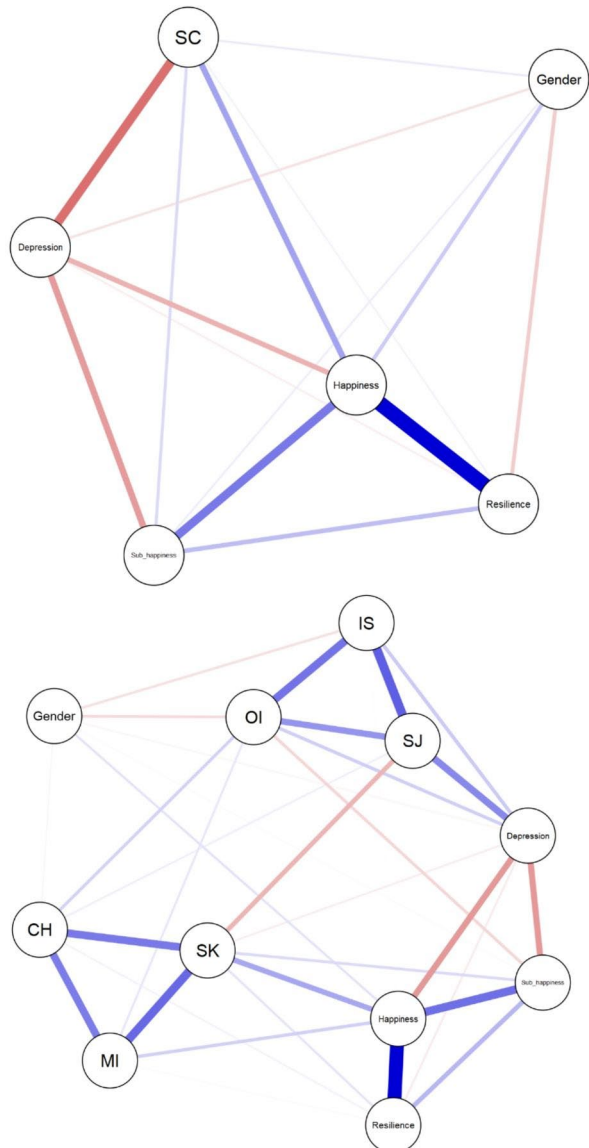 SC
Gender
Depression
Happiness
Resilience
Sub_happiness
IS
Gender
OI
SJ
Depression
CH
SK
Sub_happiness
Happiness
MI
Resilience